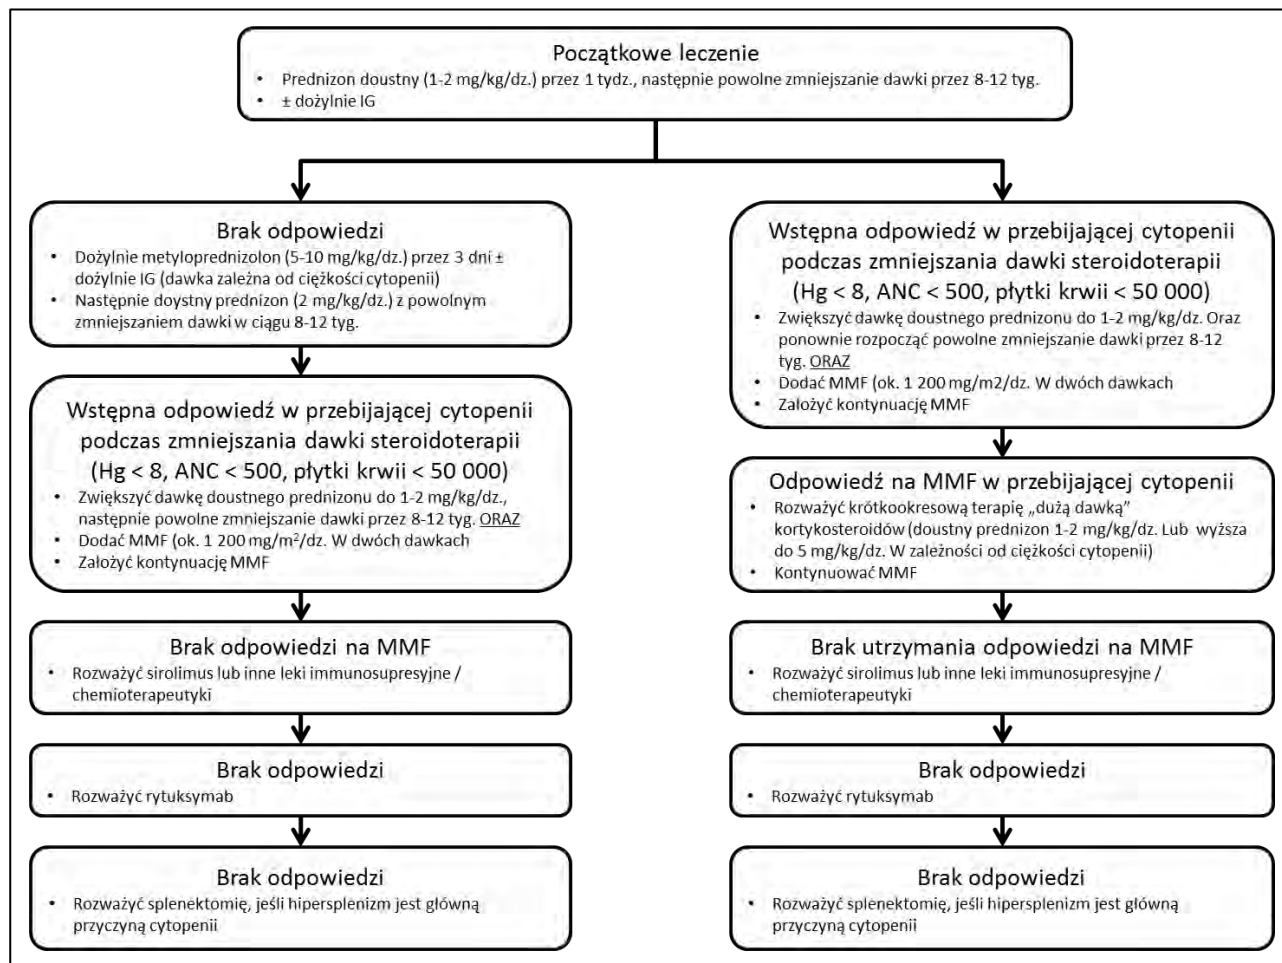 Początkowe leczenie
• Prednizon doustny (1-2 mg/kg/dz.) przez 1 tydz., następnie powolne zmniejszanie dawki przez 8-12 tyg.
• ± dożylnie IG
Brak odpowiedzi
• Dożylnie metyloprednizolon (5-10 mg/kg/dz.) przez 3 dni ±
dożylnie IG (dawka zależna od ciężkości cytopenii)
• Następnie doystny prednizon (2 mg/kg/dz.) z powolnym
zmniejszaniem dawki w ciągu 8-12 tyg.
Wstępna odpowiedź w przebijającej cytopenii
podczas zmniejszania dawki steroidoterapii
(Hg < 8, ANC < 500, płytki krwii < 50 000)
• Zwiększyć dawkę doustnego prednizonu do 1-2 mg/kg/dz.,
następnie powolne zmniejszanie dawki przez 8-12 tyg. ORAZ
• Dodać MMF (ok. 1 200 mg/m²/dz. W dwóch dawkach
• Założyć kontynuację MMF
Brak odpowiedzi na MMF
• Rozważyć sirolimus lub inne leki immunosupresyjne /
chemioterapeutyki
Brak odpowiedzi
• Rozważyć rytuksymab
Brak odpowiedzi
• Rozważyć splenektomię, jeśli hipersplenizm jest główną
przyczyną cytopenii
Wstępna odpowiedź w przebijającej cytopenii
podczas zmniejszania dawki steroidoterapii
(Hg < 8, ANC < 500, płytki krwii < 50 000)
• Zwiększyć dawkę doustnego prednizonu do 1-2 mg/kg/dz. Oraz
ponownie rozpocząć powolne zmniejszanie dawki przez 8-12
tyg. ORAZ
• Dodać MMF (ok. 1 200 mg/m2/dz. W dwóch dawkach
• Założyć kontynuację MMF
Odpowiedź na MMF w przebijającej cytopenii
• Rozważyć krótkookresową terapię „dużą dawką”
kortykosteroidów (doustny prednizon 1-2 mg/kg/dz. Lub wyższa
do 5 mg/kg/dz. W zależności od ciężkości cytopenii)
• Kontynuować MMF
Brak utrzymania odpowiedzi na MMF
• Rozważyć sirolimus lub inne leki immunosupresyjne /
chemioterapeutyki
Brak odpowiedzi
• Rozważyć rytuksymab
Brak odpowiedzi
• Rozważyć splenektomię, jeśli hipersplenizm jest główną
przyczyną cytopenii